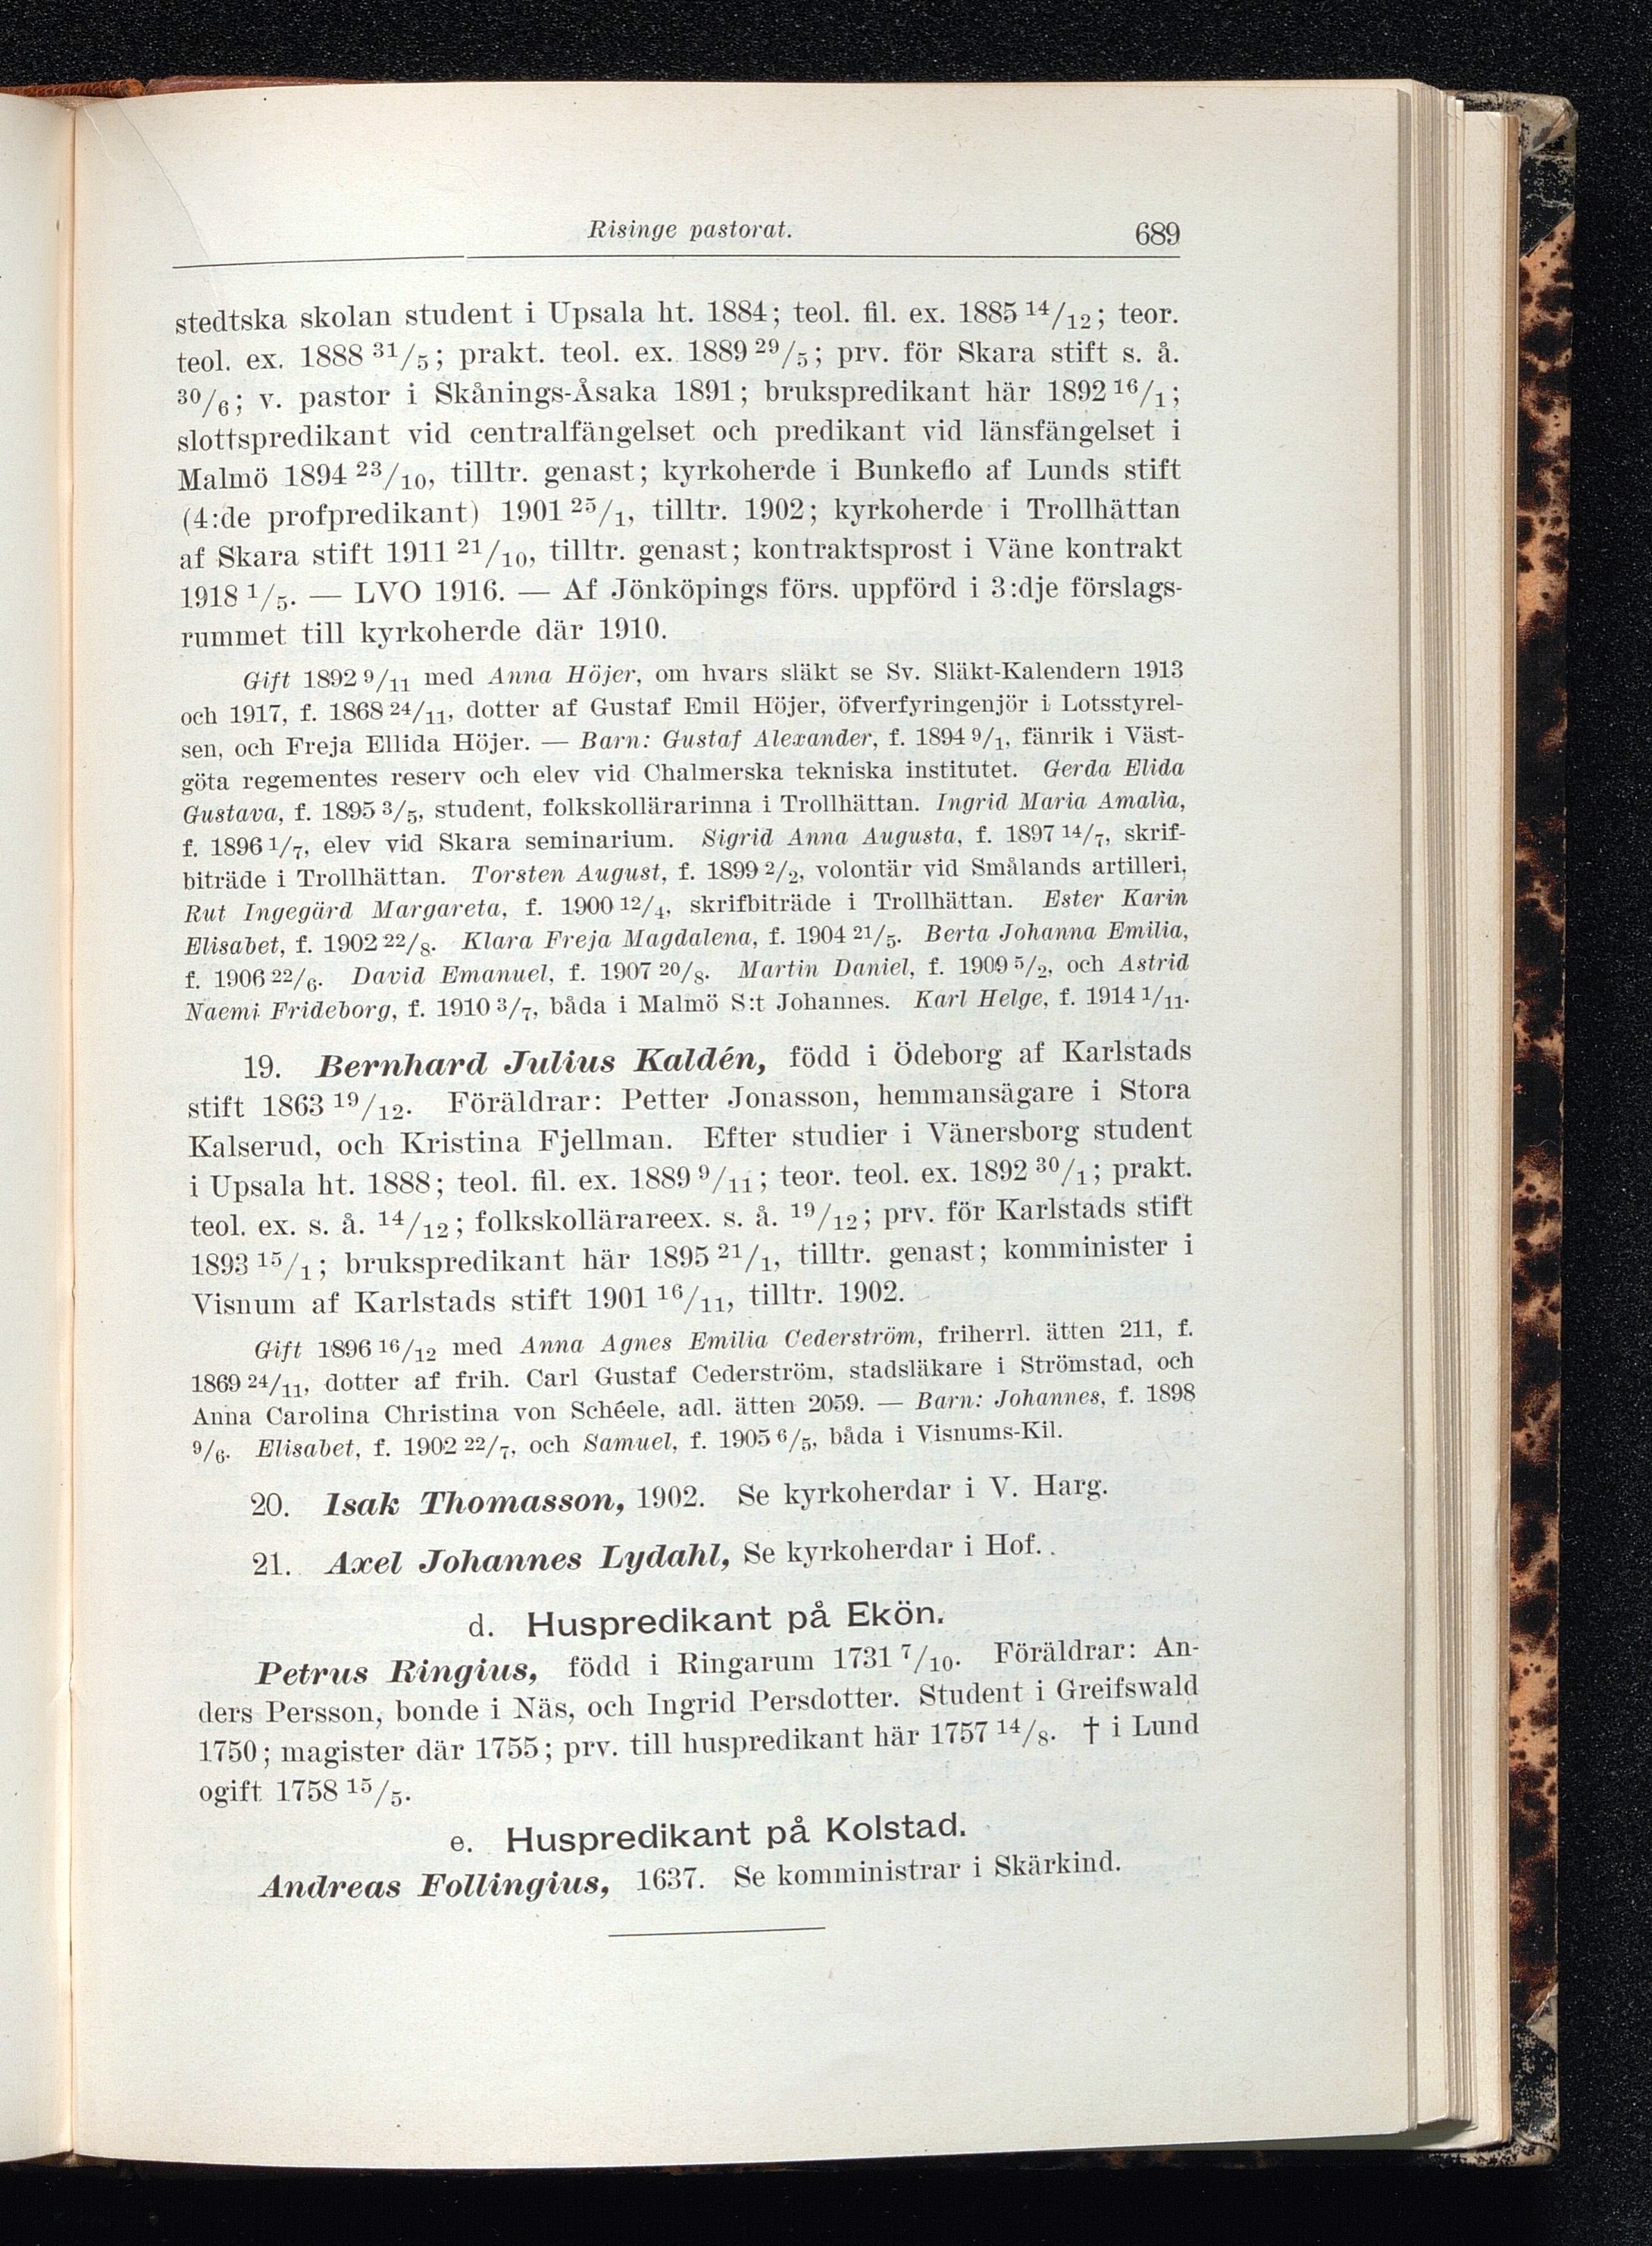 Risinge pastorat. 689
stedtska skolan student i Upsala ht. 1884; teol. fil. ex. 1885 14/12; teor.
teol. ex. 1888 31/5; prakt. teol. ex. 1889 29/5; prv. för Skara stift s. å.
30/6; v. pastor i Skånings-Åsaka 1891; brukspredikant här 1892 16/1;
slottspredikant vid centralfängelset och predikant vid länsfängelset i
Malmö 1894 23/10, tilltr. genast; kyrkoherde i Bunkeflo af Lunds stift
(4:de profpredikant) 1901 25/1, tilltr. 1902; kyrkoherde i Trollhättan
af Skara stift 1911 21/10, tilltr. genast; kontraktsprost i Väne kontrakt
1918 1/5. — LVO 1916. — Af Jönköpings förs. uppförd i 3:dje förslags-
rummet till kyrkoherde där 1910.
Gift 1892 9/11 med Anna Höjer, om hvars släkt se Sv. Släkt-Kalendern 1913
och 1917, f. 1868 24/11, dotter af Gustaf Emil Höjer, öfverfyringenjör i Lotsstyrel-
sen, och Freja Ellida Höjer. — Barn: Gustaf Alexander, f. 1894 9/1, fänrik i Väst-
göta regementes reserv och elev vid Chalmerska tekniska institutet. Gerda Elida
Gustava, f. 1895 3/5, student, folkskollärarinna i Trollhättan. Ingrid Maria Amalia,
f. 1896 1/7, elev vid Skara seminarium. Sigrid Anna Augusta, f. 1897 14/7, skrif-
biträde i Trollhättan. Torsten August, f. 1899 2/2, volontär vid Smålands artilleri,
Rut Ingegärd Margareta, f. 1900 12/4, skrifbiträde i Trollhättan. Ester Karin
Elisabet, f. 1902 22/8. Klara Freja Magdalena, f. 1904 21/5. Berta Johanna Emilia,
f. 1906 22/6. David Emanuel, f. 1907 20/8. Martin Daniel, f. 1909 5/2, och Astrid
Naemi Frideborg, f. 1910 3/7, båda i Malmö S:t Johannes. Karl Helge, f. 1914 1/11.
19. Bernhard Julius Kaldén, född i Ödeborg af Karlstads
stift 1863 19/12. Föräldrar: Petter Jonasson, hemmansägare i Stora
Kalserud, och Kristina Fjellman. Efter studier i Vänersborg student
i Upsala ht. 1888; teol. fil. ex. 1889 9/11; teor. teol. ex. 1892 30/1; prakt.
teol. ex. s. å. 14/12; folkskollärareex. s. å. 19/12; prv. för Karlstads stift
1893 15/1; brukspredikant här 1895 21/1, tilltr. genast; komminister i
Visnum af Karlstads stift 1901 16/11, tilltr. 1902.
Gift 1896 16/12 med Anna Agnes Emilia Cederström, friherrl. ätten 211, f.
1869 24/11, dotter af frih. Carl Gustaf Cederström, stadsläkare i Strömstad, och
Anna Carolina Christina von Schéele, adl. ätten 2059. — Barn: Johannes, f. 1898
9/6. Elisabet, f. 1902 22/7, och Samuel, f. 1905 6/5, båda i Visnums-Kil.
20. Isak Thomasson, 1902. Se kyrkoherdar i V. Harg.
21. Axel Johannes Lydahl, Se kyrkoherdar i Hof.
d. Huspredikant på Ekön.
Petrus Ringius, född i Ringarum 1731 7/10. Föräldrar: An-
ders Persson, bonde i Näs, och Ingrid Persdotter. Student i Greifswald
1750; magister där 1755; prv. till huspredikant här 1757 14/8. † i Lund
ogift 1758 15/5.
e. Huspredikant på Kolstad.
Andreas Follingius, 1637. Se komministrar i Skärkind.